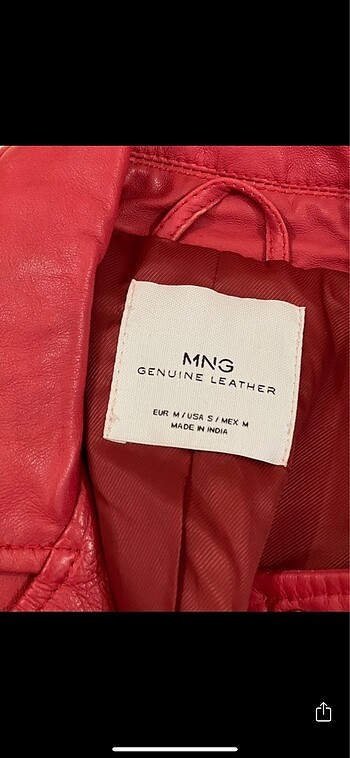 MNG
GENUINE LEATHER
EUR M / USA S / MEX M
MADE IN INDIA